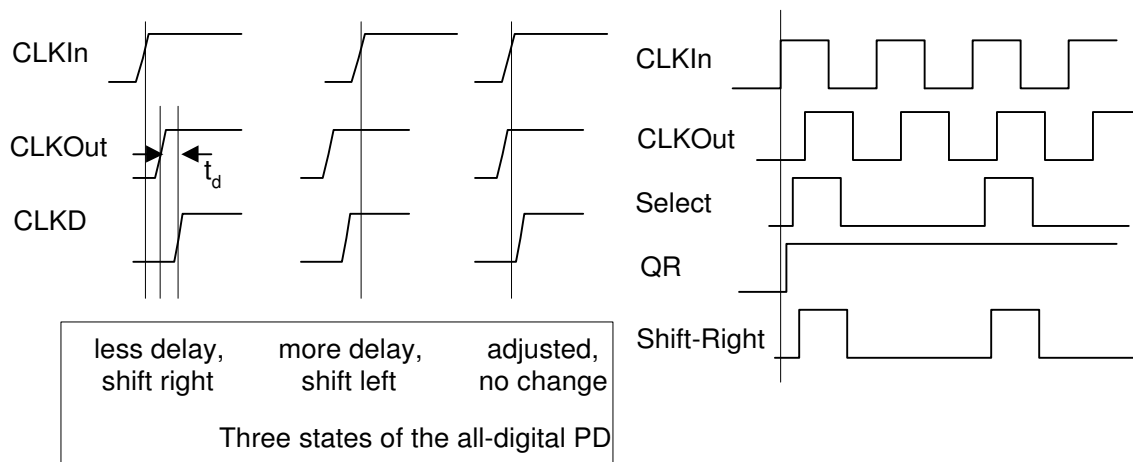 CLKIn
CLKOut
t_d
CLKD
less delay,
shift right
more delay,
shift left
adjusted,
no change
Three states of the all-digital PD
CLKIn
CLKOut
Select
QR
Shift-Right